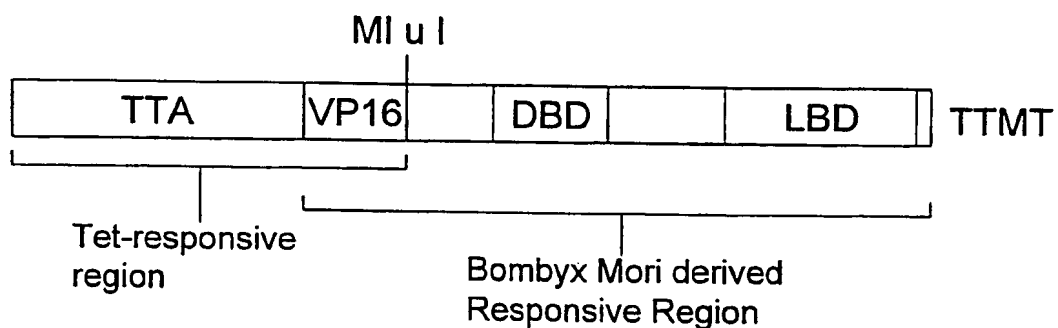 Ml u I
TTA VP16 DBD LBD TTMT
Tet-responsive
region
Bombyx Mori derived
Responsive Region